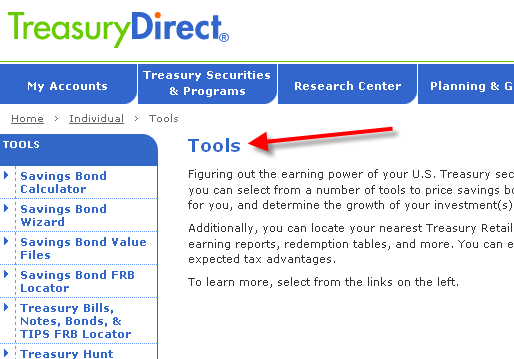 TreasuryDirect®
My Accounts
Treasury Securities
& Programs
Research Center
Planning & G
Home > Individual > Tools
TOOLS
Savings Bond
Calculator
Savings Bond
Wizard
Savings Bond Value
Files
Savings Bond FRB
Locator
Treasury Bills,
Notes, Bonds, &
TIPS FRB Locator
Treasury Hunt
Tools
Figuring out the earning power of your U.S. Treasury sec
you can select from a number of tools to price savings bo
for you, and determine the growth of your investment(s)
Additionally, you can locate your nearest Treasury Retail
earning reports, redemption tables, and more. You can e
expected tax advantages.
To learn more, select from the links on the left.